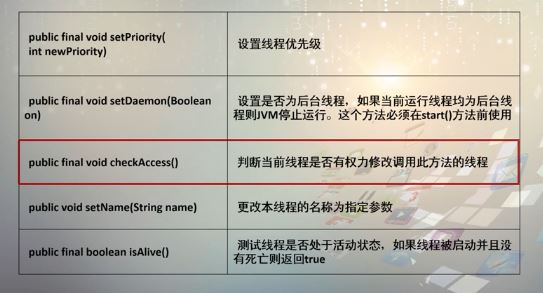 public final void setPriority(
int newPriority)
设置线程优先级
public final void setDaemon(Boolean
on)
设置是否为后台线程，如果当前运行线程均为后台线
程则JVM停止运行。这个方法必须在start()方法前使用
public final void checkAccess()
判断当前线程是否有权力修改调用此方法的线程
public void setName(String name)
更改本线程的名称为指定参数
public final boolean isAlive()
测试线程是否处于活动状态，如果线程被启动并且没
有死亡则返回true